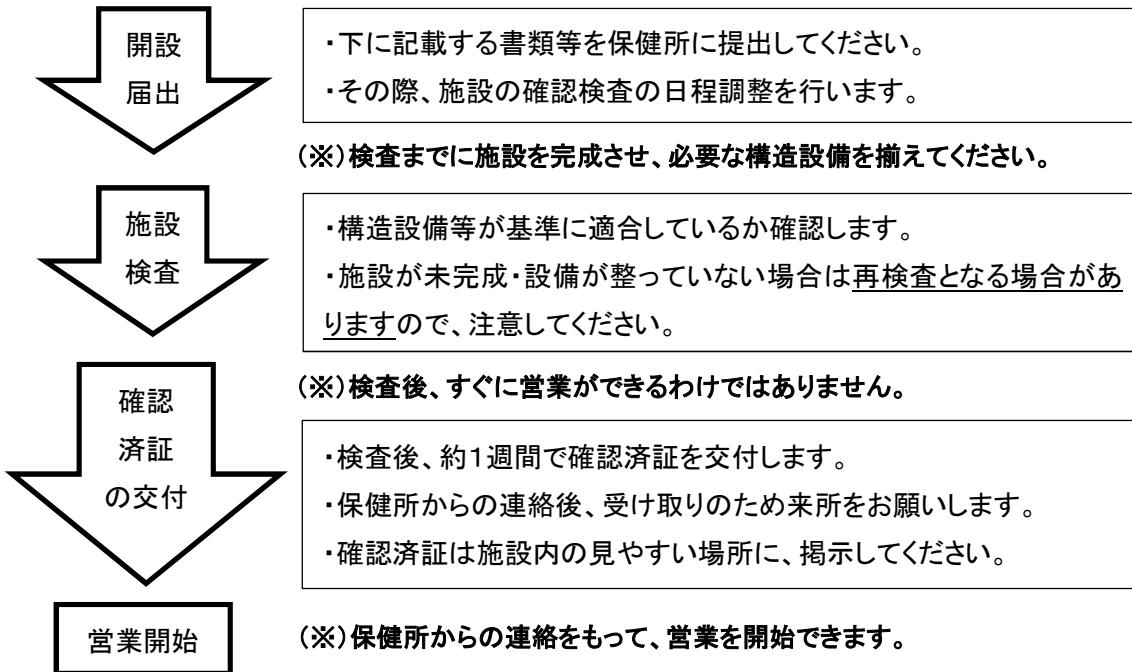 開設
届出
・下に記載する書類等を保健所に提出してください。
・その際、施設の確認検査の日程調整を行います。
(※)検査までに施設を完成させ、必要な構造設備を揃えてください。
施設
検査
・構造設備等が基準に適合しているか確認します。
・施設が未完成・設備が整っていない場合は再検査となる場合があ
りますので、注意してください。
(※)検査後、すぐに営業ができるわけではありません。
確認
済証
の交付
・検査後、約1週間で確認済証を交付します。
・保健所からの連絡後、受け取りのため来所をお願いします。
・確認済証は施設内の見やすい場所に、掲示してください。
営業開始
(※)保健所からの連絡をもって、営業を開始できます。